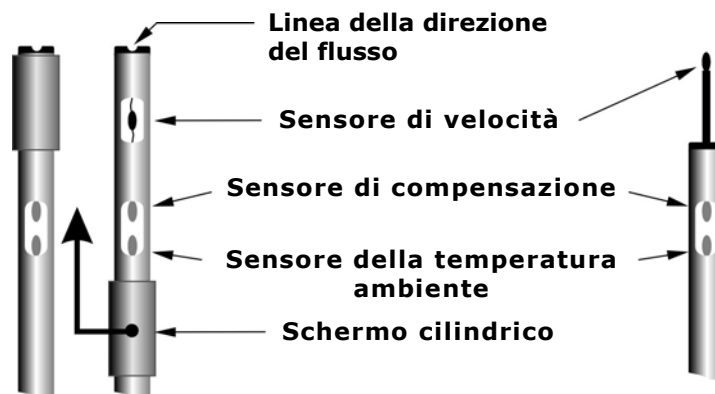 Linea della direzione
del flusso
Sensore di velocità
Sensore di compensazione
Sensore della temperatura
ambiente
Schermo cilindrico